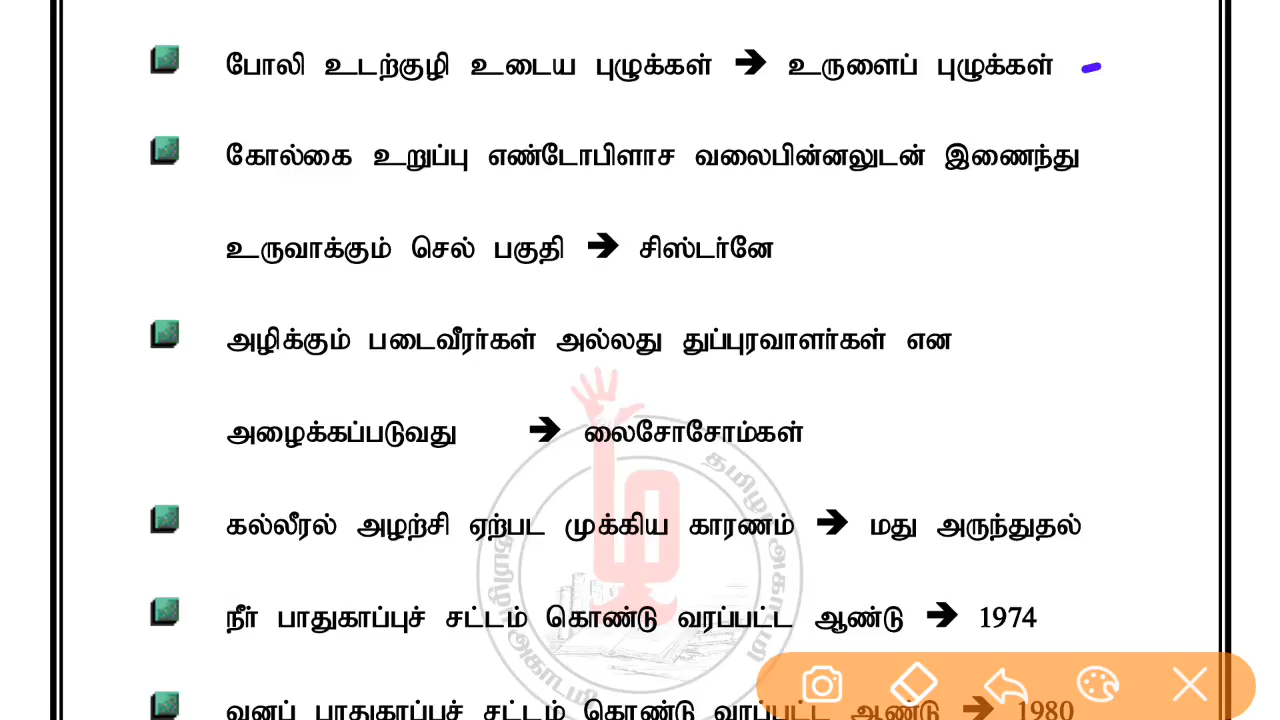 போலி உடற்குழி உடைய புழுக்கள் ➔ உருளைப் புழுக்கள்
கோல்கை உறுப்பு எண்டோபிளாச வலைபின்னலுடன் இணைந்து
உருவாக்கும் செல் பகுதி ➔ சிஸ்டர்னே
அழிக்கும் படைவீரர்கள் அல்லது துப்புரவாளர்கள் என
அழைக்கப்படுவது ➔ லைசோசோம்கள்
கல்லீரல் அழற்சி ஏற்பட முக்கிய காரணம் ➔ மது அருந்துதல்
நீர் பாதுகாப்புச் சட்டம் கொண்டு வரப்பட்ட ஆண்டு ➔ 1974
வனப் பாதுகாப்புச் சட்டம் கொண்டு வரப்பட்ட ஆண்டு ➔ 1980